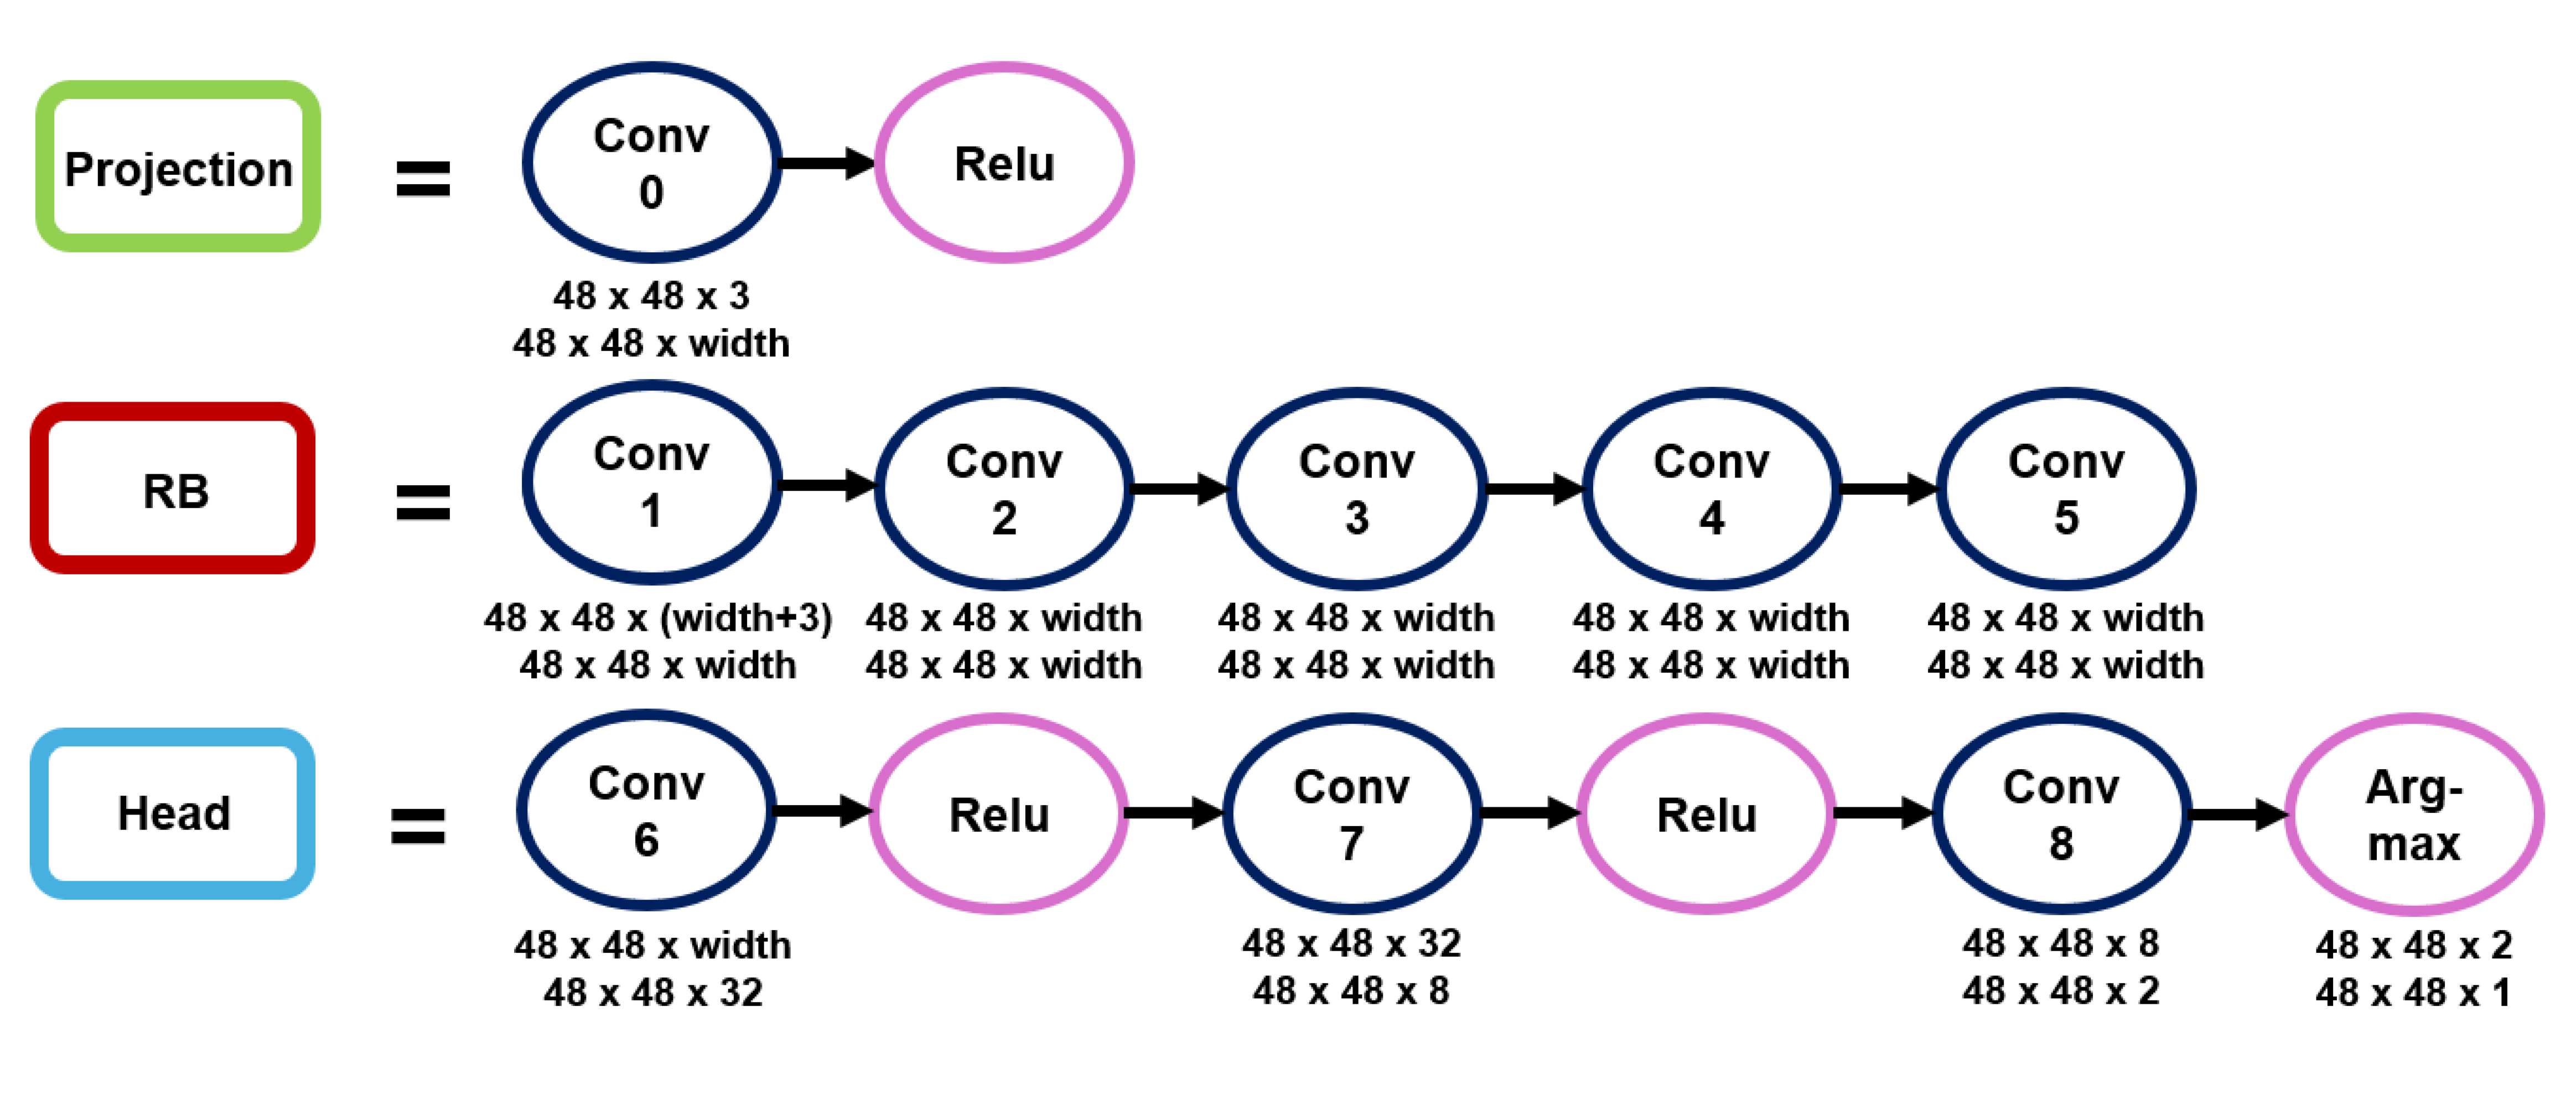 Projection
=
Conv
0
Relu
48 x 48 x 3
48 x 48 x width
RB
=
Conv
1
Conv
2
Conv
3
Conv
4
Conv
5
48 x 48 x (width+3)
48 x 48 x width
48 x 48 x width
48 x 48 x width
48 x 48 x width
48 x 48 x width
48 x 48 x width
48 x 48 x width
48 x 48 x width
48 x 48 x width
Head
=
Conv
6
Relu
Conv
7
Relu
Conv
8
Arg-
max
48 x 48 x width
48 x 48 x 32
48 x 48 x 32
48 x 48 x 8
48 x 48 x 8
48 x 48 x 2
48 x 48 x 2
48 x 48 x 1